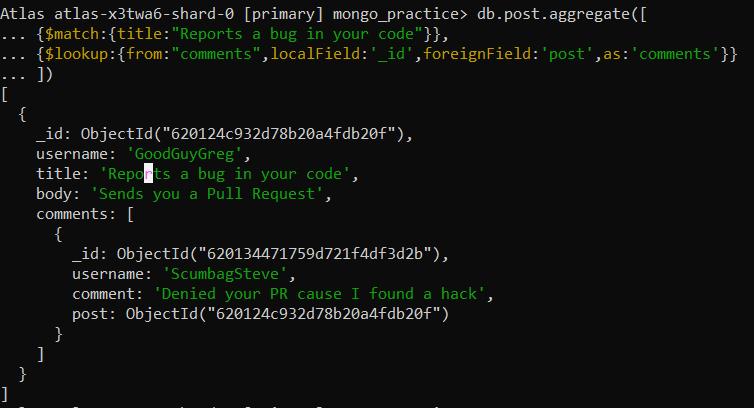 Atlas atlas-x3twa6-shard-0 [primary] mongo_practice> db.post.aggregate([
... {$match:{title:"Reports a bug in your code"}},
... {$lookup:{from:"comments",localField:'_id',foreignField:'post',as:'comments'}}
... ])
[
  {
    _id: ObjectId("620124c932d78b20a4fdb20f"),
    username: 'GoodGuyGreg',
    title: 'Reports a bug in your code',
    body: 'Sends you a Pull Request',
    comments: [
      {
        _id: ObjectId("620134471759d721f4df3d2b"),
        username: 'ScumbagSteve',
        comment: 'Denied your PR cause I found a hack',
        post: ObjectId("620124c932d78b20a4fdb20f")
      }
    ]
  }
]